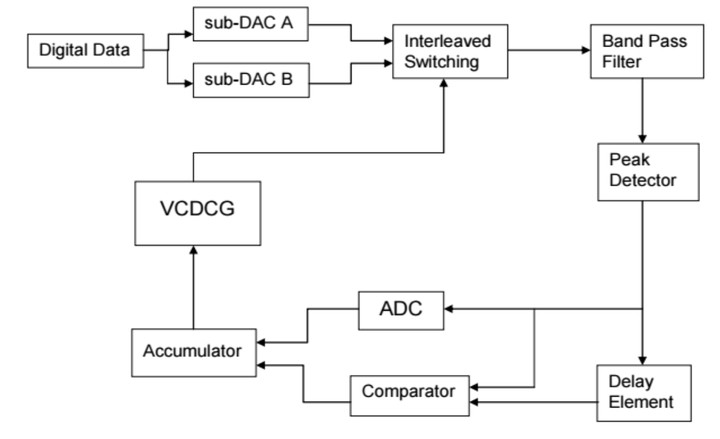 sub-DAC A
Digital Data
sub-DAC B
Interleaved
Switching
Band Pass
Filter
Peak
Detector
VCDCG
ADC
Accumulator
Comparator
Delay
Element